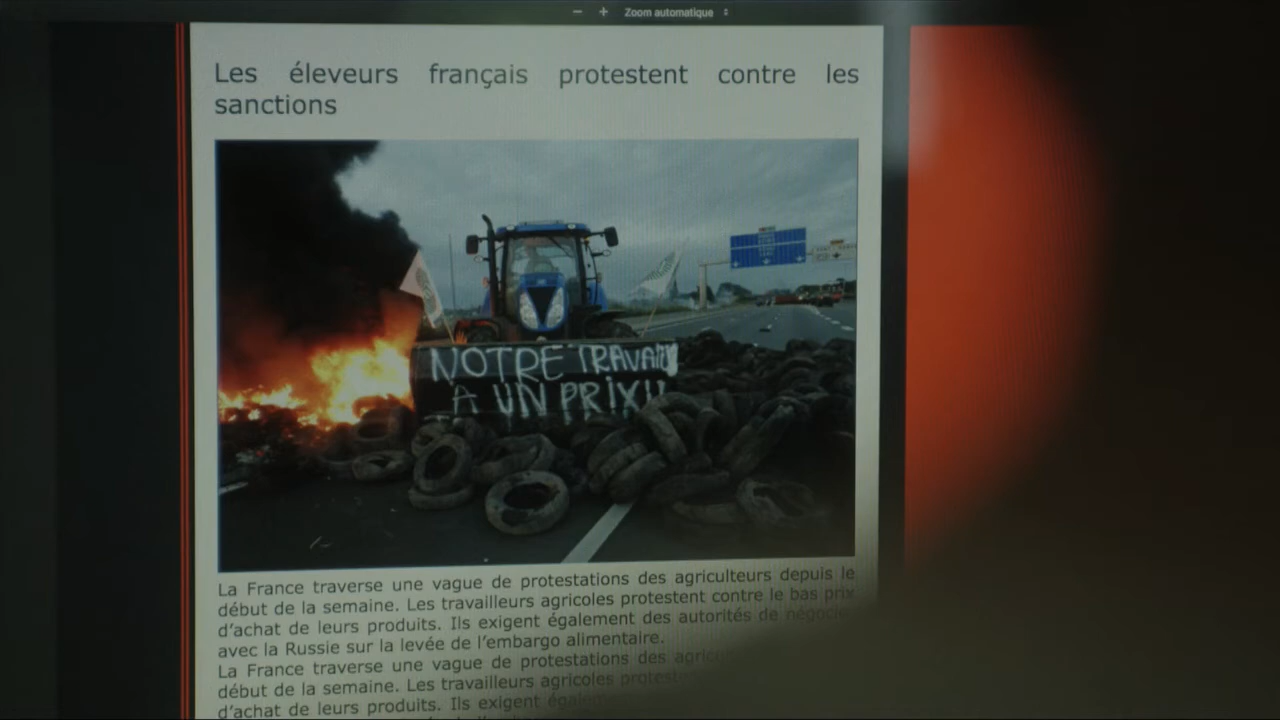 Zoom automatique
Les éleveurs français protestent contre les
sanctions
NOTRE TRAVAIL
A UN PRIX!!
La France traverse une vague de protestations des agriculteurs depuis le
début de la semaine. Les travailleurs agricoles protestent contre le bas prix
d'achat de leurs produits. Ils exigent également des autorités de négocier
avec la Russie sur la levée de l'embargo alimentaire.
La France traverse une vague de protestations des
début de la semaine. Les travailleurs agricoles
d'achat de leurs produits. Ils exigent